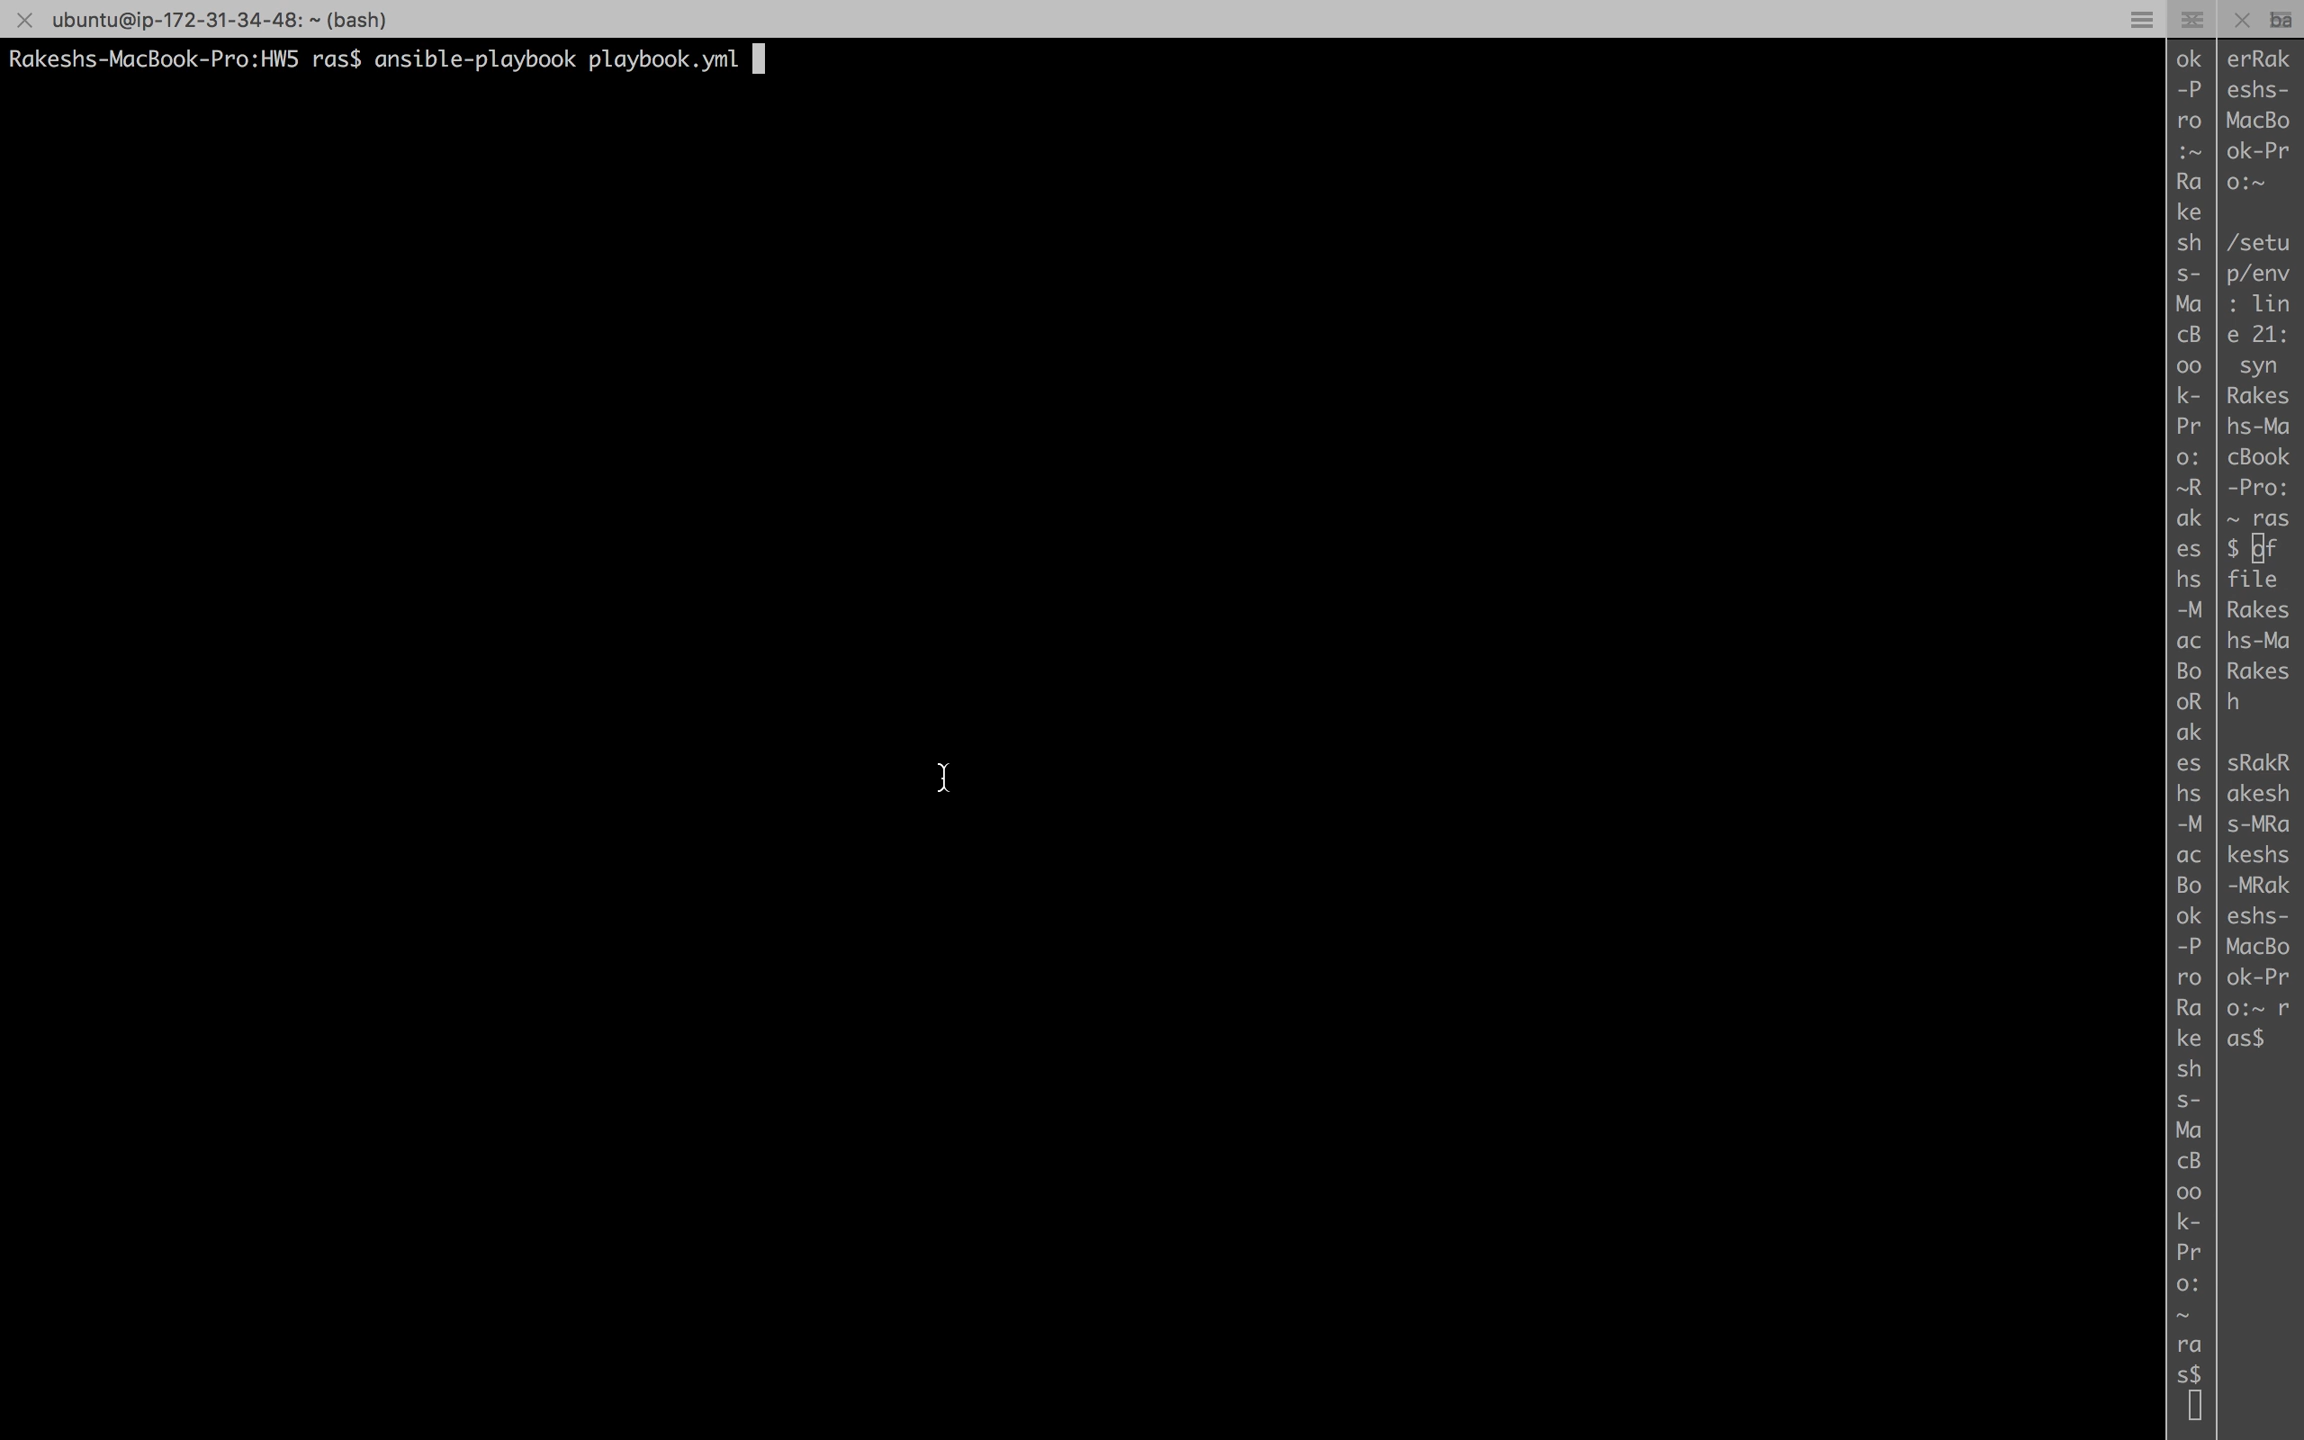 ubuntu@ip-172-31-34-48: ~ (bash)
ba
Rakeshs-MacBook-Pro:HW5 ras$ ansible-playbook playbook.yml
ok
-P
ro
:~
Ra
ke
sh
s-
Ma
cB
oo
k-
Pr
o:
~R
ak
es
hs
-M
ac
Bo
oR
ak
es
hs
-M
ac
Bo
ok
-P
ro
Ra
ke
sh
s-
Ma
cB
oo
k-
Pr
o:
~
ra
s$
erRak
eshs-
MacBo
ok-Pr
o:~
/setu
p/env
: lin
e 21:
syn
Rakes
hs-Ma
cBook
-Pro:
~ ras
$ of
file
Rakes
hs-Ma
Rakes
h
sRakR
akesh
s-MRa
keshs
-MRak
eshs-
MacBo
ok-Pr
o:~ r
as$